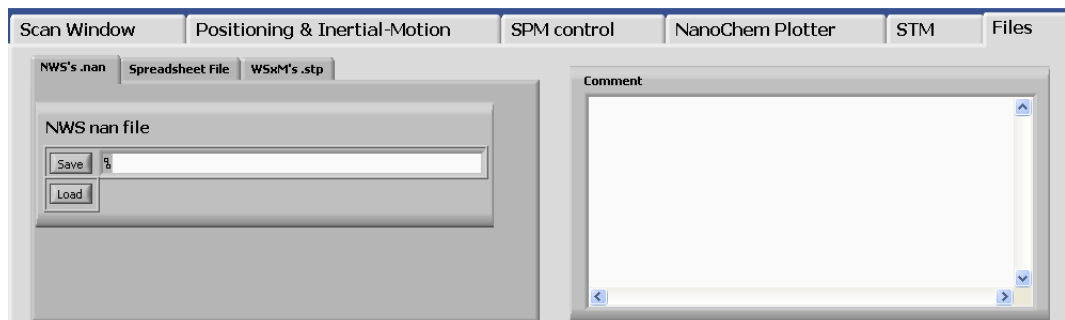 Scan Window Positioning & Inertial-Motion SPM control NanoChem Plotter STM Files
NWS's .nan Spreadsheet File WSxM's .stp
Comment
NWS nan file
Save
Load